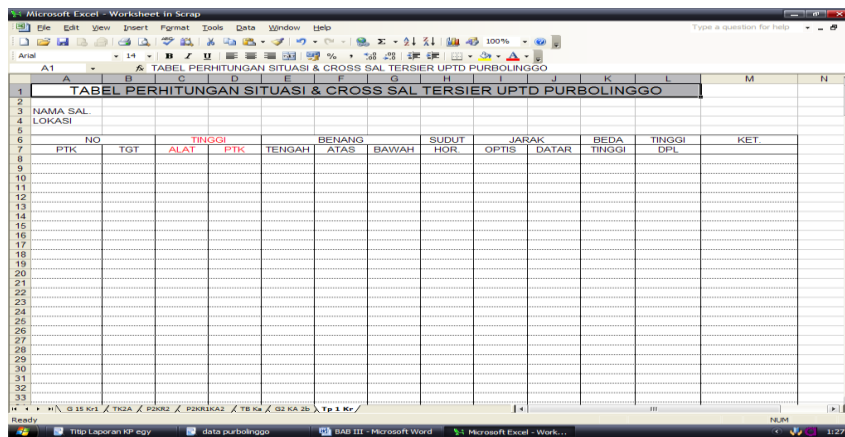 Microsoft Excel - Worksheet in Scrap
File Edit View Insert Format Tools Data Window Help Type a question for help
100%
Arial 14 B I U % ,
A1 fx TABEL PERHITUNGAN SITUASI & CROSS SAL TERSIER UPTD PURBOLINGGO
A B C D E F G H I J K L M N
1 TABEL PERHITUNGAN SITUASI & CROSS SAL TERSIER UPTD PURBOLINGGO
2
3 NAMA SAL.
4 LOKASI
5
6 NO TINGGI BENANG SUDUT JARAK BEDA TINGGI KET.
7 PTK TGT ALAT PTK TENGAH ATAS BAWAH HOR. OPTIS DATAR TINGGI DPL
8
9
10
11
12
13
14
15
16
17
18
19
20
21
22
23
24
25
26
27
28
29
30
31
32
33
G 15 Kr1 TK2A P2KR2 P2KR1KA2 TB Ka G2 KA 2b Tp 1 Kr
Ready NUM
Titip Laporan KP egy data purbolinggo BAB III - Microsoft Word Microsoft Excel - Work... 1:27